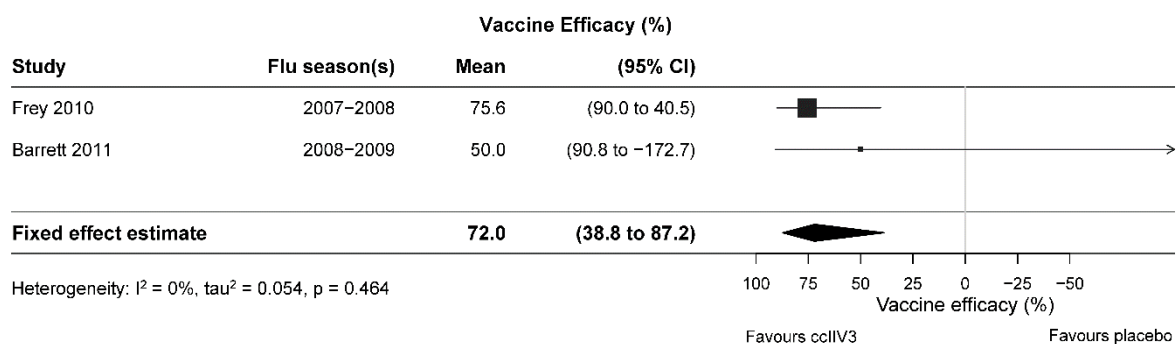 Vaccine Efficacy (%)
Study Flu season(s) Mean (95% CI)
Frey 2010 2007−2008 75.6 (90.0 to 40.5)
Barrett 2011 2008−2009 50.0 (90.8 to −172.7)
Fixed effect estimate 72.0 (38.8 to 87.2)
Heterogeneity: I² = 0%, tau² = 0.054, p = 0.464
100 75 50 25 0 −25 −50
Vaccine efficacy (%)
Favours ccIIV3 Favours placebo